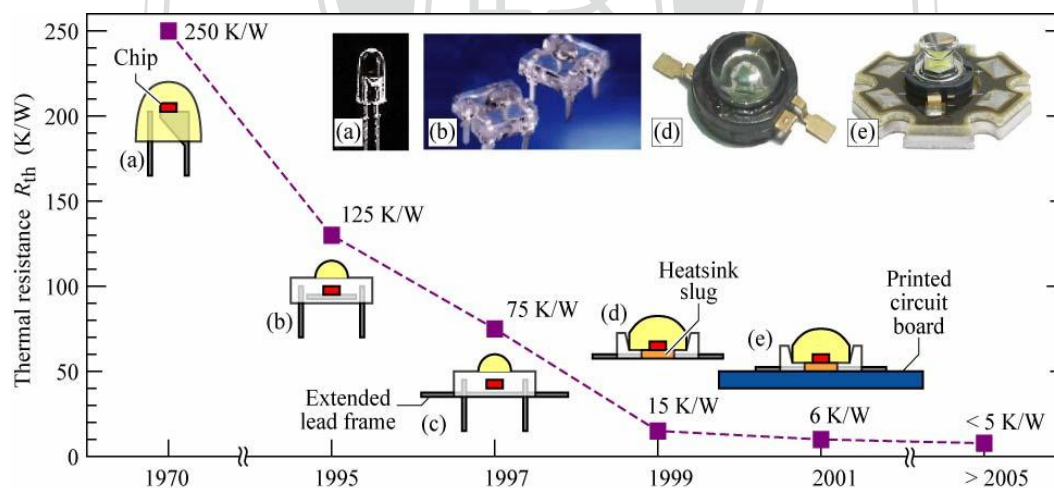 Thermal resistance Rth (K/W)
250
200
150
100
50
0
250 K/W
Chip
(a)
(a)
(b)
(d)
(e)
125 K/W
(b)
75 K/W
Extended
lead frame
(c)
(d)
Heatsink
slug
15 K/W
(e)
Printed
circuit
board
6 K/W
< 5 K/W
1970
1995
1997
1999
2001
> 2005